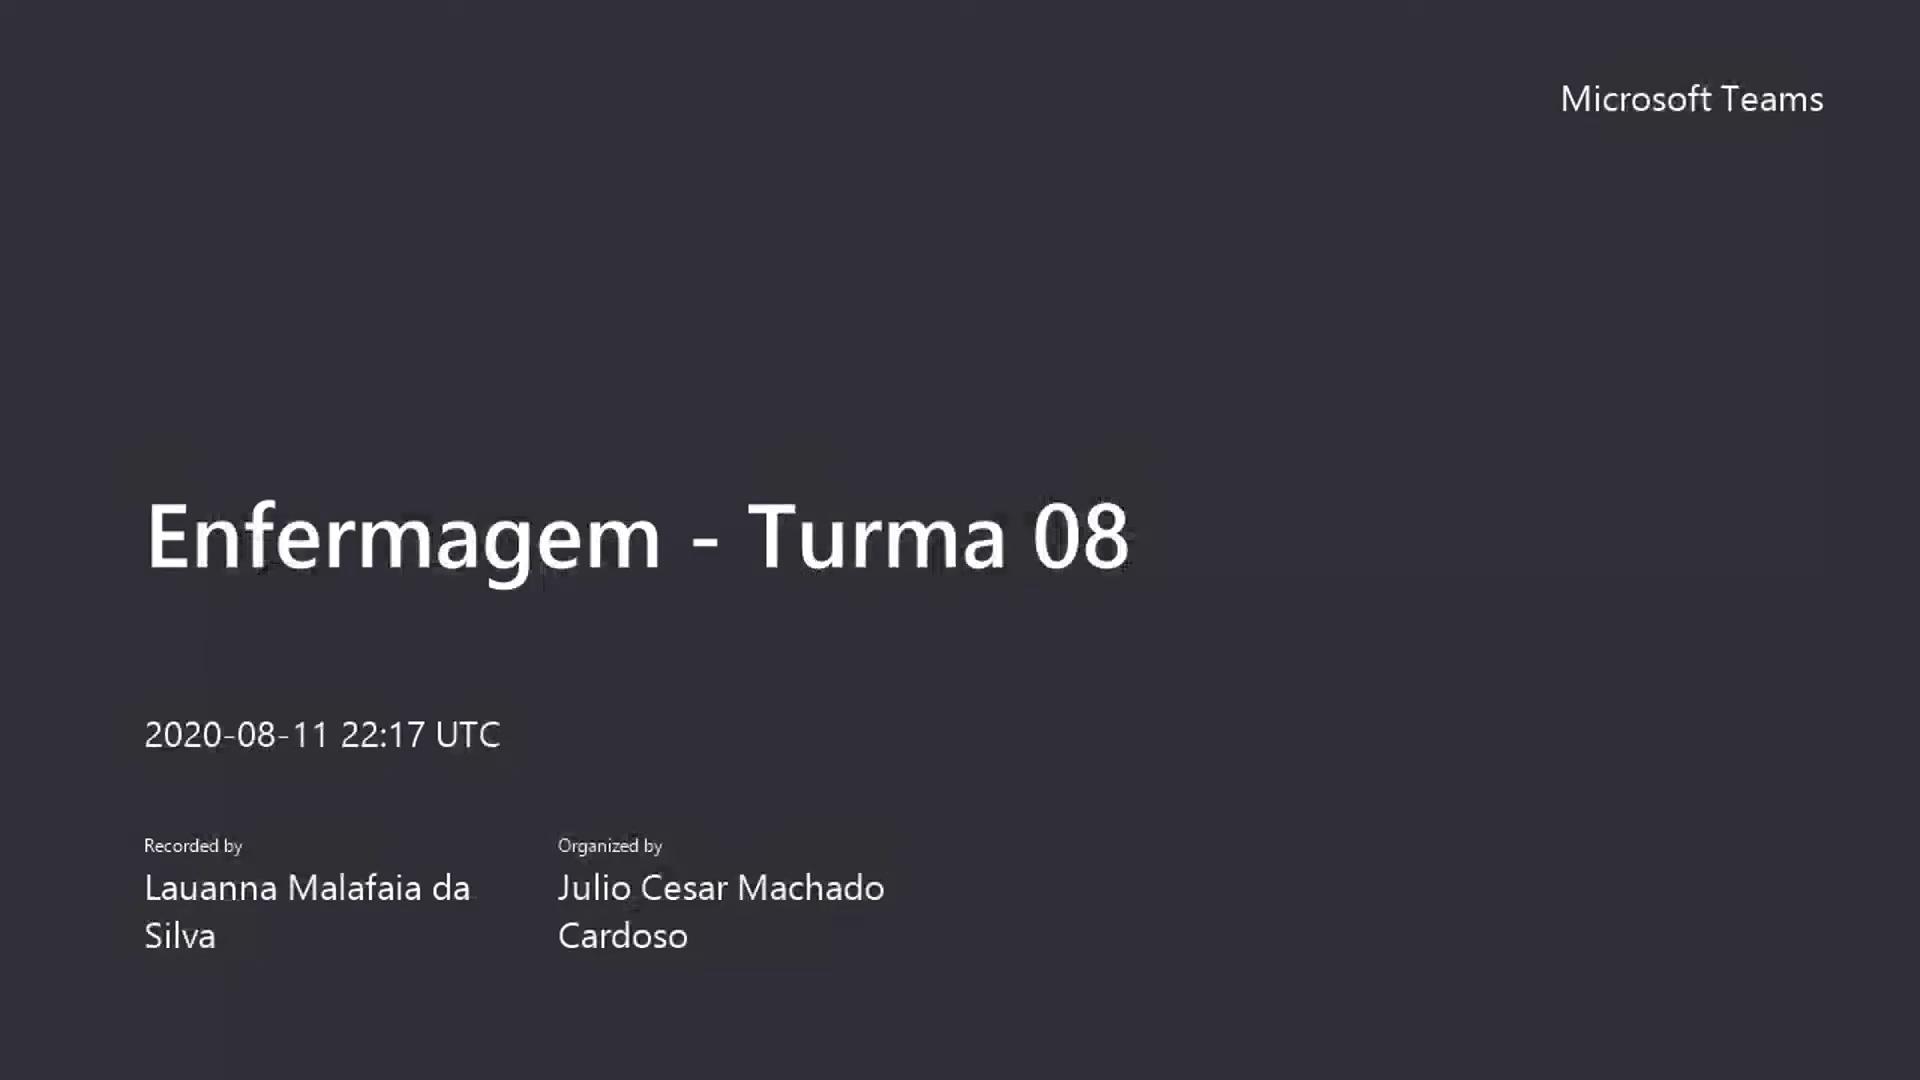 Microsoft Teams
Enfermagem - Turma 08
2020-08-11 22:17 UTC
Recorded by
Lauanna Malafaia da
Silva
Organized by
Julio Cesar Machado
Cardoso